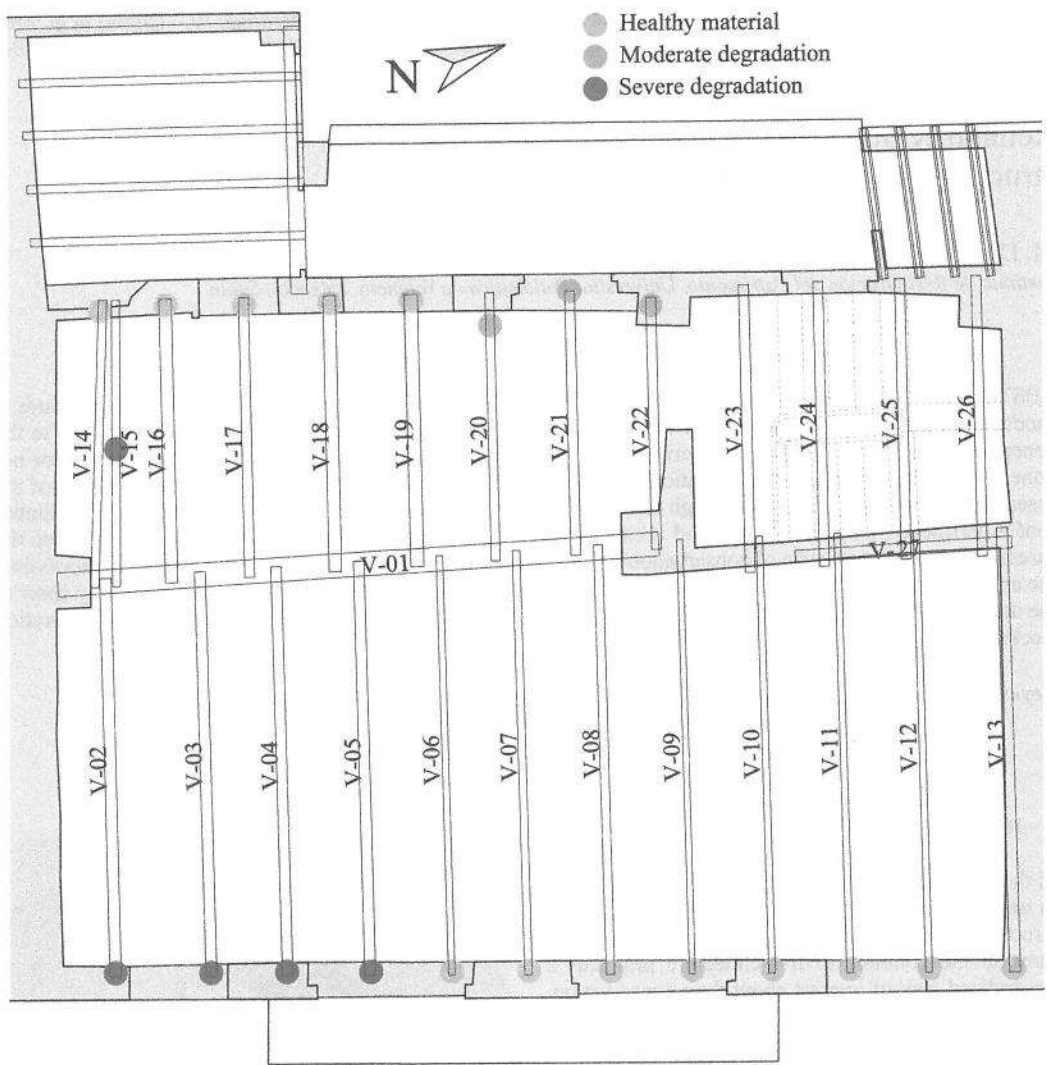 Healthy material
Moderate degradation
Severe degradation
N
V-14
V-15
V-16
V-17
V-18
V-19
V-20
V-21
V-22
V-23
V-24
V-25
V-26
V-01
V-27
V-02
V-03
V-04
V-05
V-06
V-07
V-08
V-09
V-10
V-11
V-12
V-13